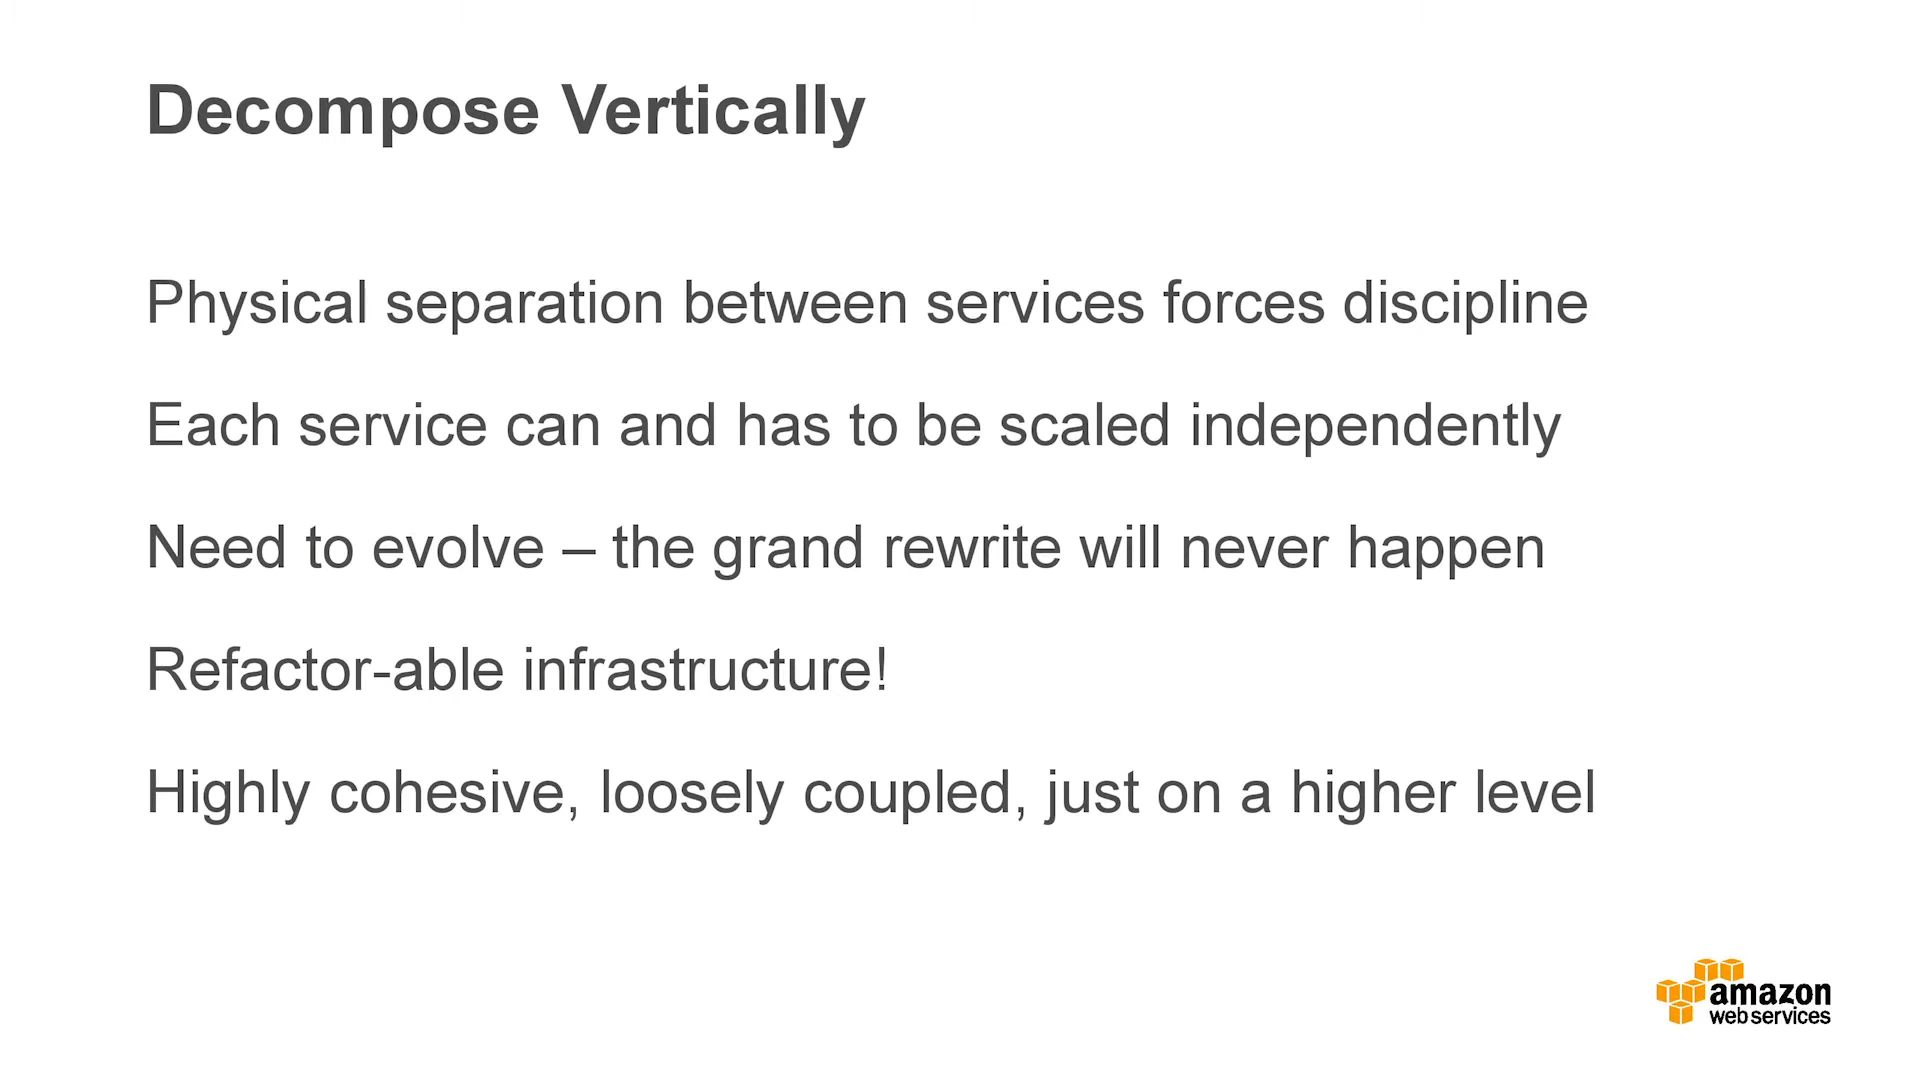 Decompose Vertically
Physical separation between services forces discipline
Each service can and has to be scaled independently
Need to evolve – the grand rewrite will never happen
Refactor-able infrastructure!
Highly cohesive, loosely coupled, just on a higher level
amazon
web services